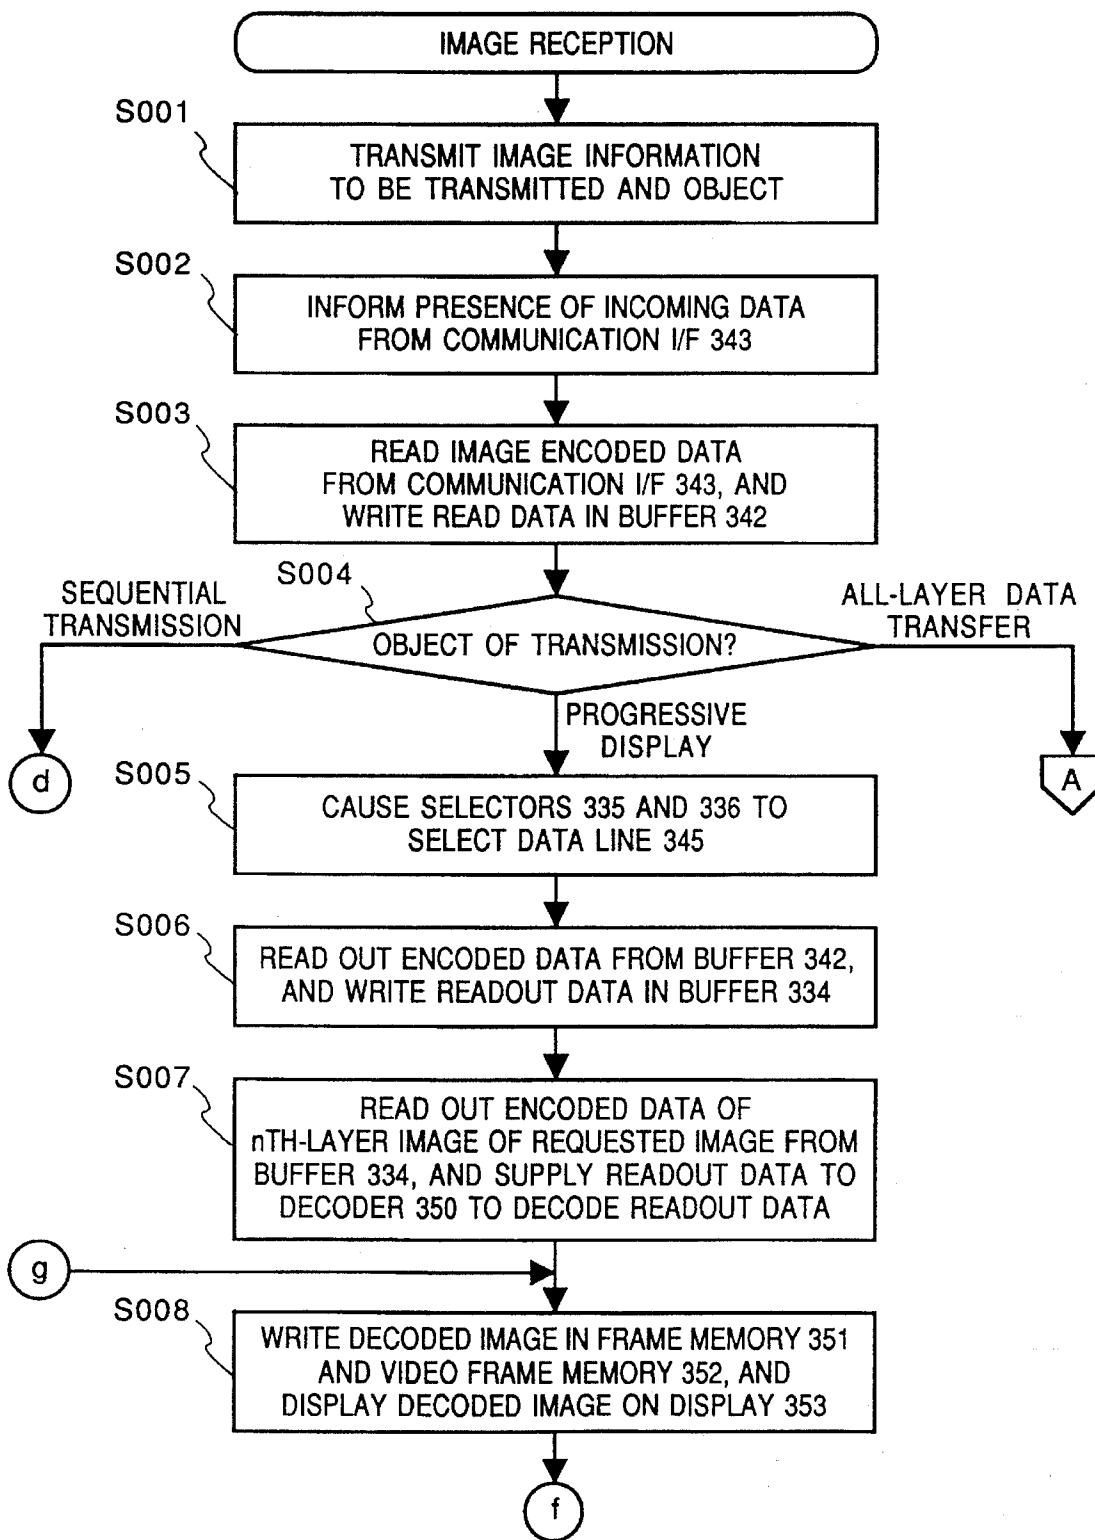 IMAGE RECEPTION
S001
TRANSMIT IMAGE INFORMATION
TO BE TRANSMITTED AND OBJECT
S002
INFORM PRESENCE OF INCOMING DATA
FROM COMMUNICATION I/F 343
S003
READ IMAGE ENCODED DATA
FROM COMMUNICATION I/F 343, AND
WRITE READ DATA IN BUFFER 342
S004
SEQUENTIAL
TRANSMISSION
OBJECT OF TRANSMISSION?
ALL-LAYER DATA
TRANSFER
PROGRESSIVE
DISPLAY
d
A
S005
CAUSE SELECTORS 335 AND 336 TO
SELECT DATA LINE 345
S006
READ OUT ENCODED DATA FROM BUFFER 342,
AND WRITE READOUT DATA IN BUFFER 334
S007
READ OUT ENCODED DATA OF
nTH-LAYER IMAGE OF REQUESTED IMAGE FROM
BUFFER 334, AND SUPPLY READOUT DATA TO
DECODER 350 TO DECODE READOUT DATA
g
S008
WRITE DECODED IMAGE IN FRAME MEMORY 351
AND VIDEO FRAME MEMORY 352, AND
DISPLAY DECODED IMAGE ON DISPLAY 353
f